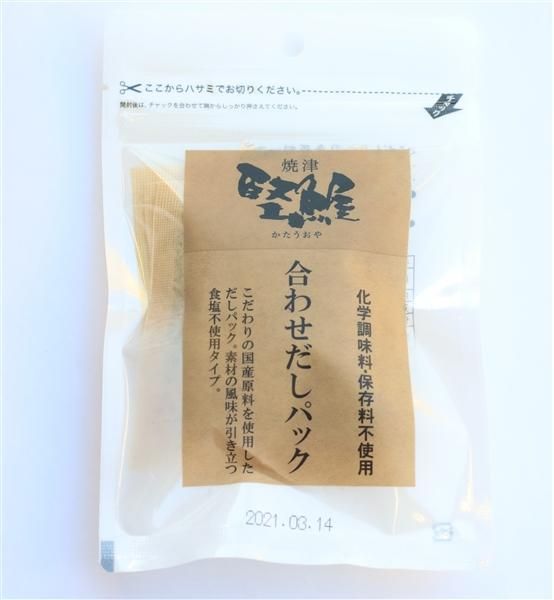 ここからハサミでお切りください。
開封後は、チャックを合わせて端からしっかり押さえてください。
チャック
焼津
堅魚屋
かたうおや
合わせだしパック
化学調味料・保存料不使用
こだわりの国産原料を使用した
だしパック。素材の風味が引き立つ
食塩不使用タイプ。
2021.03.14